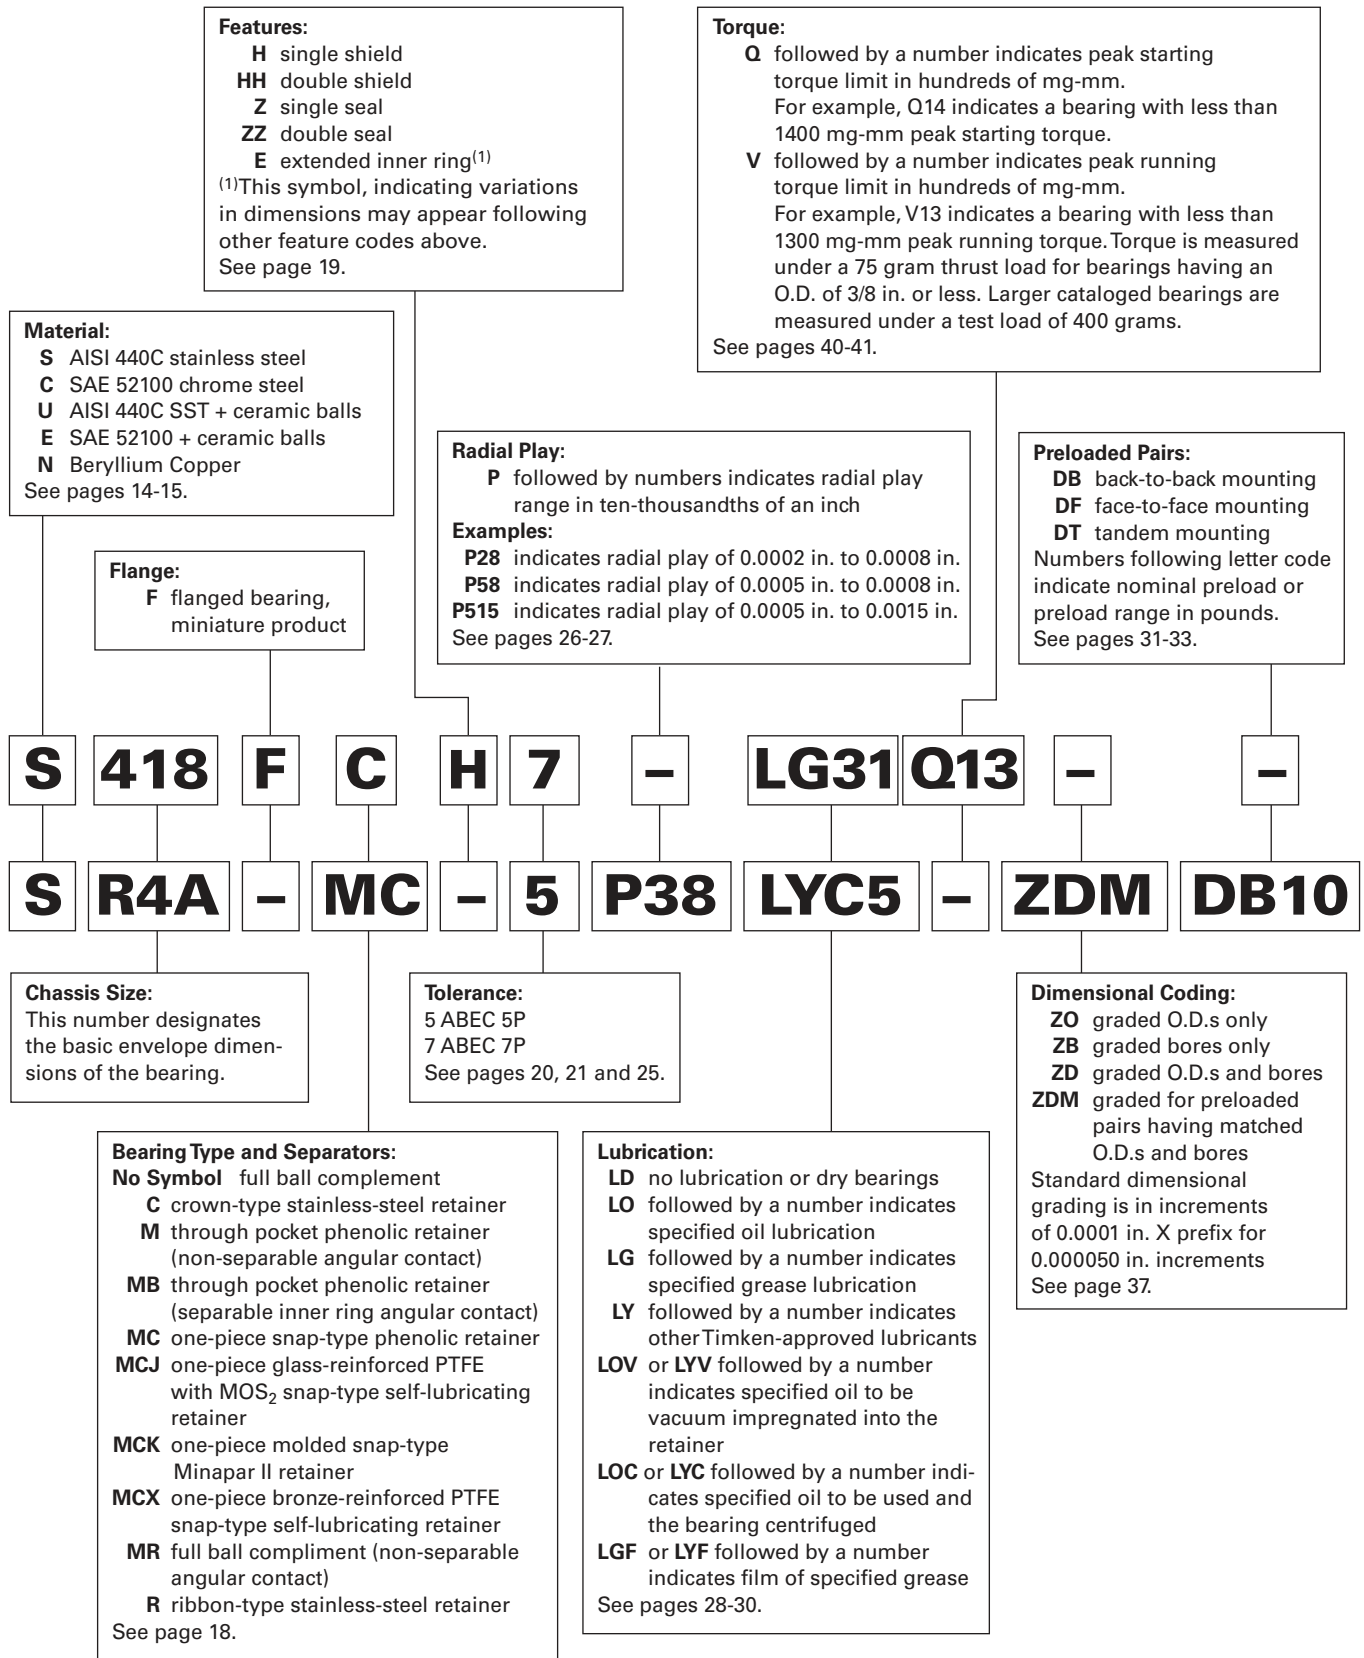 Features:
H single shield
HH double shield
Z single seal
ZZ double seal
E extended inner ring(1)
(1)This symbol, indicating variations
in dimensions may appear following
other feature codes above.
See page 19.
Torque:
Q followed by a number indicates peak starting
torque limit in hundreds of mg-mm.
For example, Q14 indicates a bearing with less than
1400 mg-mm peak starting torque.
V followed by a number indicates peak running
torque limit in hundreds of mg-mm.
For example, V13 indicates a bearing with less than
1300 mg-mm peak running torque. Torque is measured
under a 75 gram thrust load for bearings having an
O.D. of 3/8 in. or less. Larger cataloged bearings are
measured under a test load of 400 grams.
See pages 40-41.
Material:
S AISI 440C stainless steel
C SAE 52100 chrome steel
U AISI 440C SST + ceramic balls
E SAE 52100 + ceramic balls
N Beryllium Copper
See pages 14-15.
Flange:
F flanged bearing,
miniature product
Radial Play:
P followed by numbers indicates radial play
range in ten-thousandths of an inch
Examples:
P28 indicates radial play of 0.0002 in. to 0.0008 in.
P58 indicates radial play of 0.0005 in. to 0.0008 in.
P515 indicates radial play of 0.0005 in. to 0.0015 in.
See pages 26-27.
Preloaded Pairs:
DB back-to-back mounting
DF face-to-face mounting
DT tandem mounting
Numbers following letter code
indicate nominal preload or
preload range in pounds.
See pages 31-33.
S 418 F C H 7 – LG31 Q13 – –
S R4A – MC – 5 P38 LYC5 – ZDM DB10
Chassis Size:
This number designates
the basic envelope dimen-
sions of the bearing.
Tolerance:
5 ABEC 5P
7 ABEC 7P
See pages 20, 21 and 25.
Dimensional Coding:
ZO graded O.D.s only
ZB graded bores only
ZD graded O.D.s and bores
ZDM graded for preloaded
pairs having matched
O.D.s and bores
Standard dimensional
grading is in increments
of 0.0001 in. X prefix for
0.000050 in. increments
See page 37.
Bearing Type and Separators:
No Symbol full ball complement
C crown-type stainless-steel retainer
M through pocket phenolic retainer
(non-separable angular contact)
MB through pocket phenolic retainer
(separable inner ring angular contact)
MC one-piece snap-type phenolic retainer
MCJ one-piece glass-reinforced PTFE
with MOS2 snap-type self-lubricating
retainer
MCK one-piece molded snap-type
Minapar II retainer
MCX one-piece bronze-reinforced PTFE
snap-type self-lubricating retainer
MR full ball compliment (non-separable
angular contact)
R ribbon-type stainless-steel retainer
See page 18.
Lubrication:
LD no lubrication or dry bearings
LO followed by a number indicates
specified oil lubrication
LG followed by a number indicates
specified grease lubrication
LY followed by a number indicates
other Timken-approved lubricants
LOV or LYV followed by a number
indicates specified oil to be
vacuum impregnated into the
retainer
LOC or LYC followed by a number indi-
cates specified oil to be used and
the bearing centrifuged
LGF or LYF followed by a number
indicates film of specified grease
See pages 28-30.